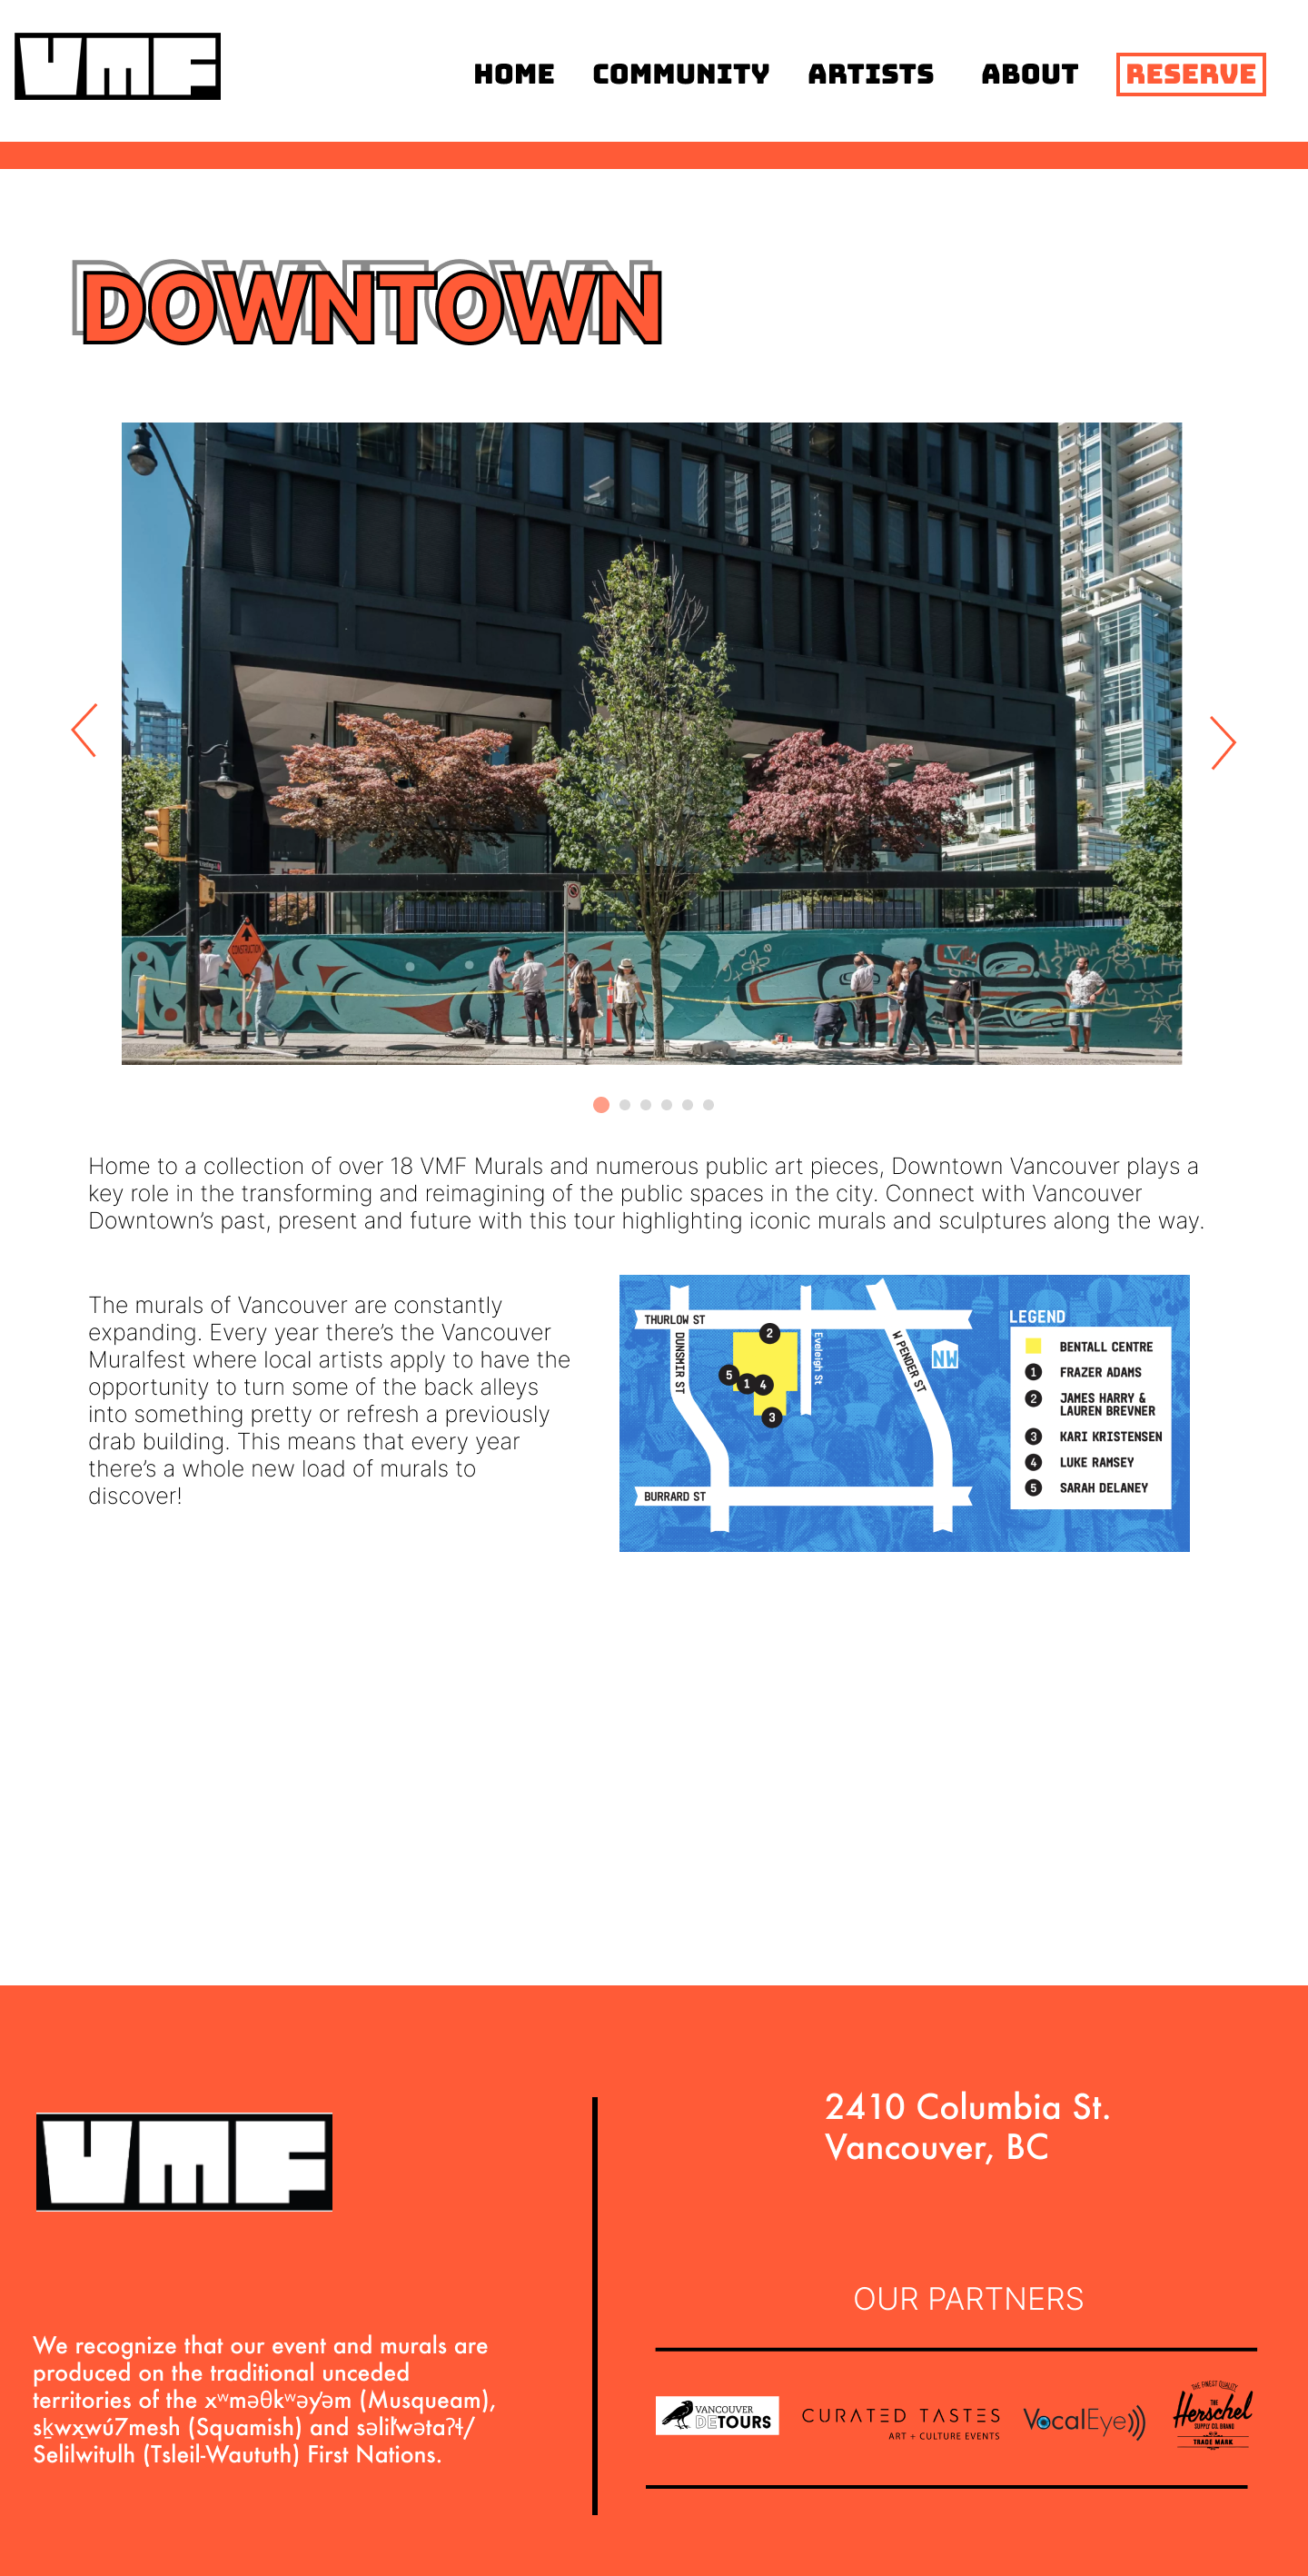 VMF
HOME COMMUNITY ARTISTS ABOUT RESERVE
DOWNTOWN
CONSTRUCTION
HAIDA
Home to a collection of over 18 VMF Murals and numerous public art pieces, Downtown Vancouver plays a
key role in the transforming and reimagining of the public spaces in the city. Connect with Vancouver
Downtown’s past, present and future with this tour highlighting iconic murals and sculptures along the way.
The murals of Vancouver are constantly
expanding. Every year there’s the Vancouver
Muralfest where local artists apply to have the
opportunity to turn some of the back alleys
into something pretty or refresh a previously
drab building. This means that every year
there’s a whole new load of murals to
discover!
THURLOW ST
DUNSMIR ST
Eveleigh St
W PENDER ST
BURRARD ST
NW
2
5
1
4
3
LEGEND
BENTALL CENTRE
1 FRAZER ADAMS
2 JAMES HARRY &
LAUREN BREVNER
3 KARI KRISTENSEN
4 LUKE RAMSEY
5 SARAH DELANEY
VMF
We recognize that our event and murals are
produced on the traditional unceded
territories of the xʷməθkʷəy̓əm (Musqueam),
sḵwx̱wú7mesh (Squamish) and səlil̓wətaʔɬ/
Selilwitulh (Tsleil-Waututh) First Nations.
2410 Columbia St.
Vancouver, BC
OUR PARTNERS
VANCOUVER
DETOURS
CURATED TASTES
ART + CULTURE EVENTS
VocalEye
THE FINEST QUALITY
THE
Herschel
SUPPLY CO. BRAND
TRADE MARK